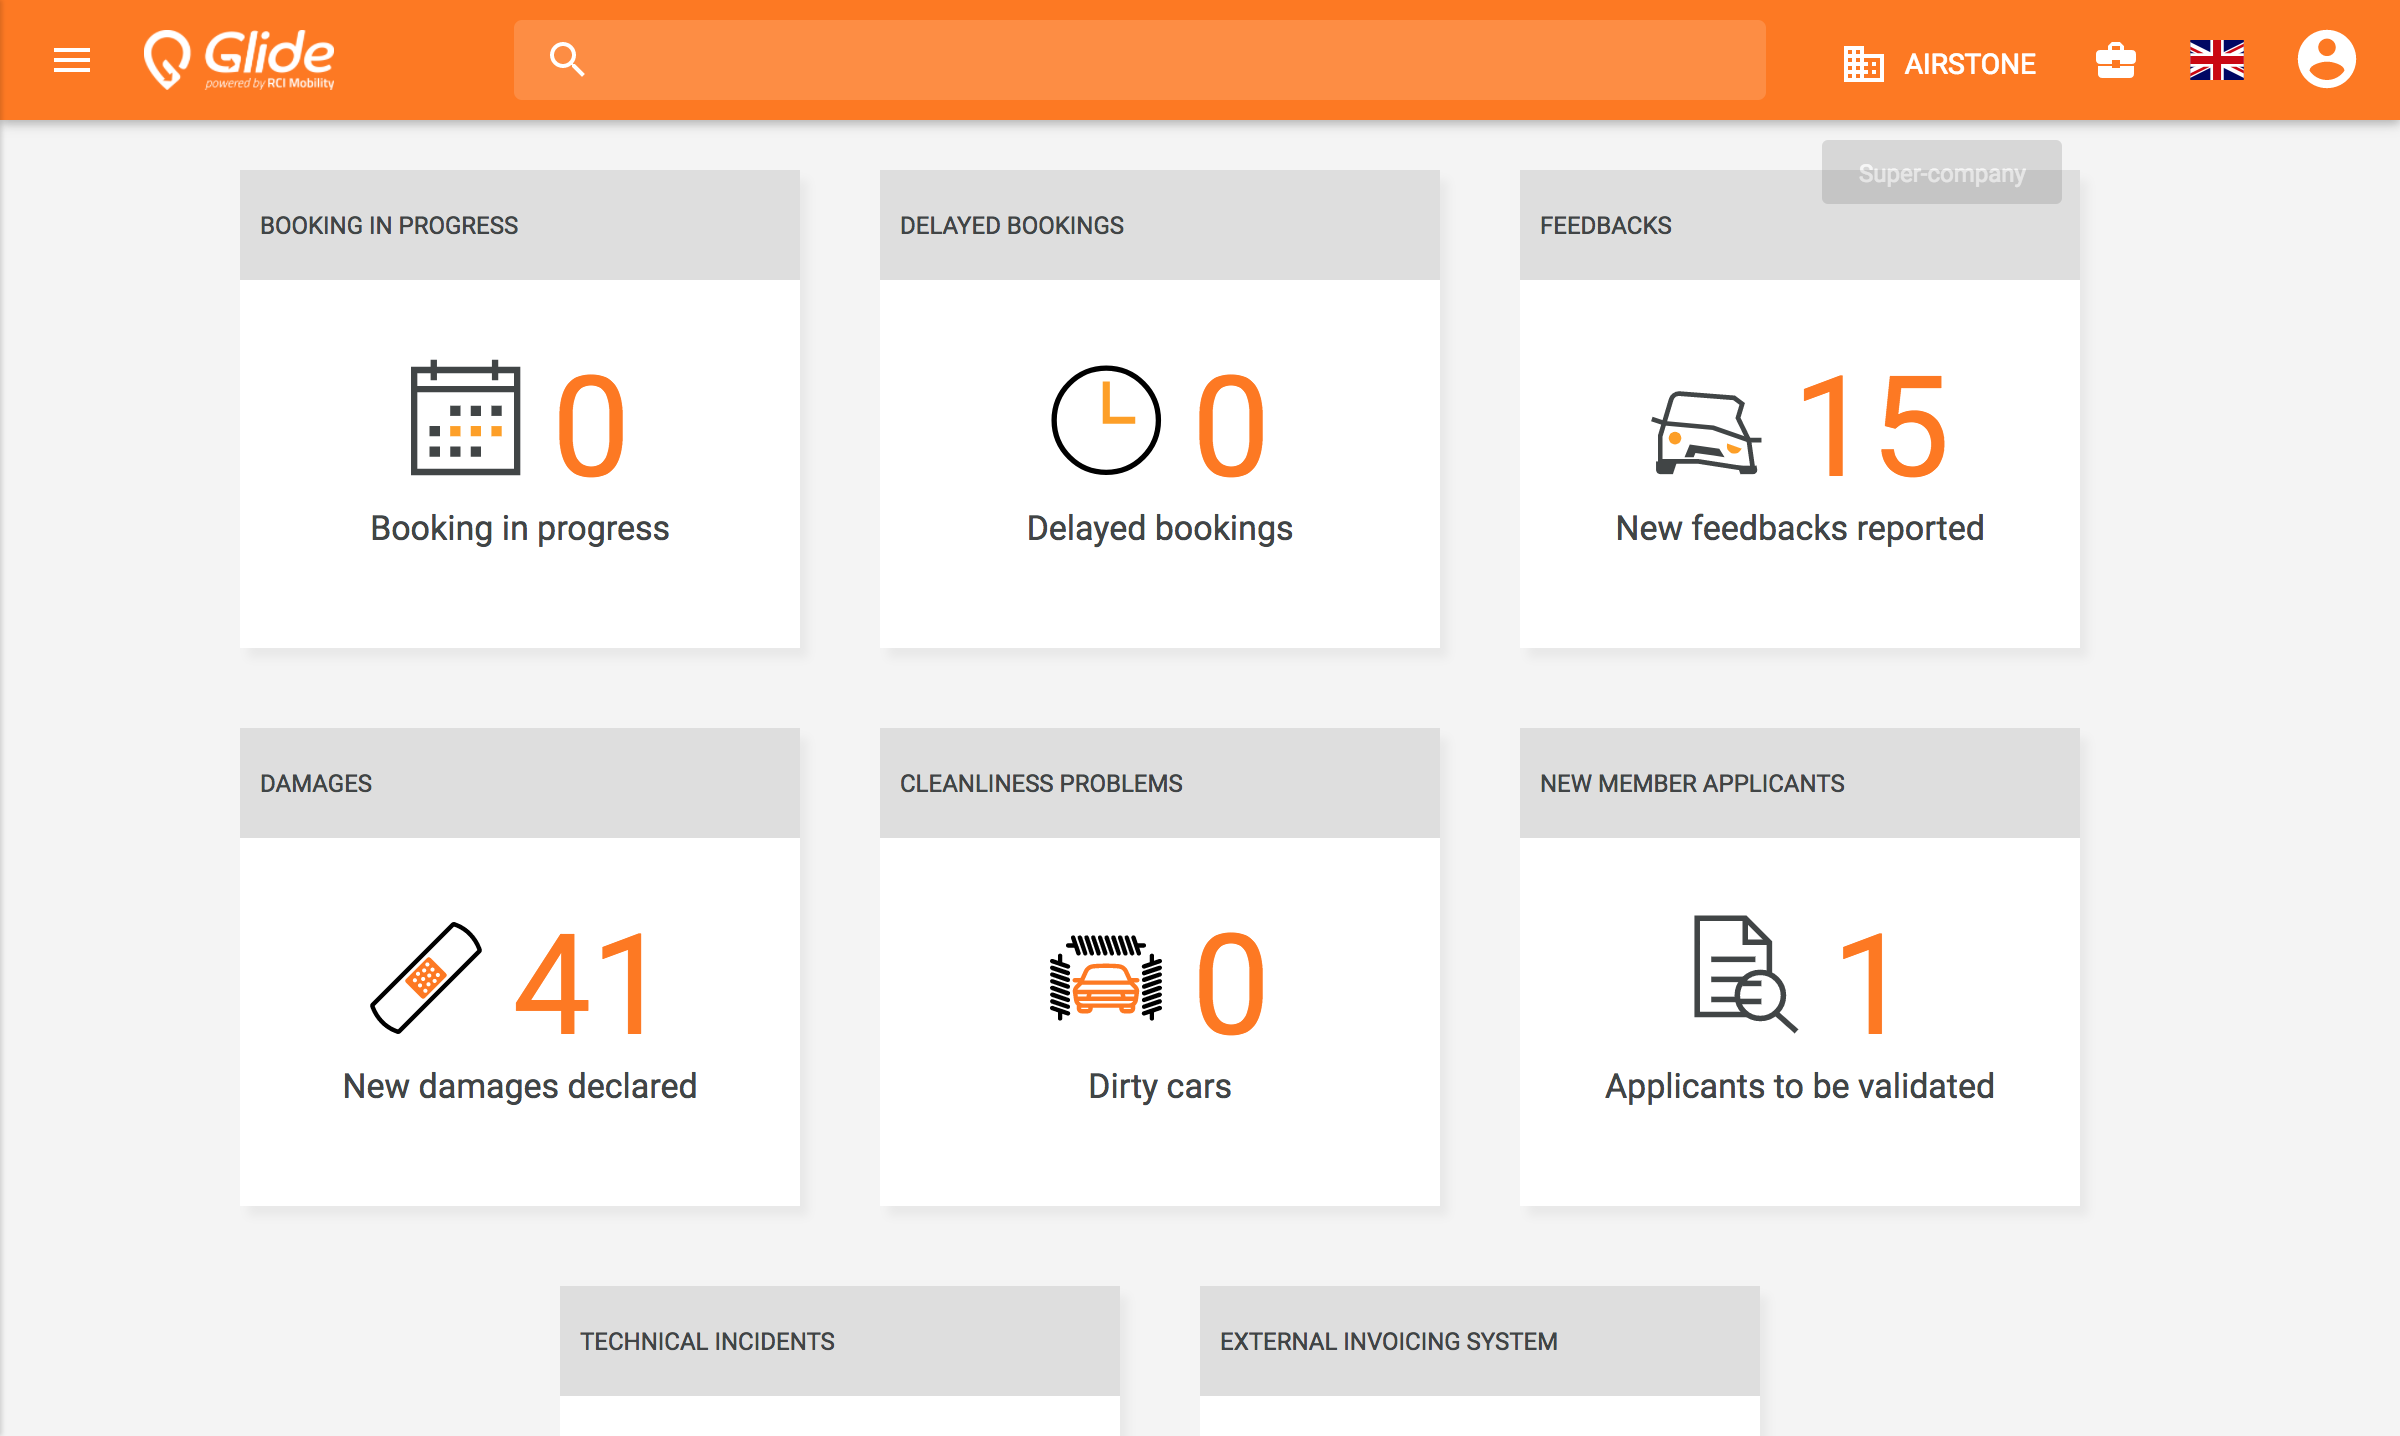 Glide
powered by RCI Mobility
AIRSTONE
Super-company
BOOKING IN PROGRESS
DELAYED BOOKINGS
FEEDBACKS
0
0
15
Booking in progress
Delayed bookings
New feedbacks reported
DAMAGES
CLEANLINESS PROBLEMS
NEW MEMBER APPLICANTS
41
0
1
New damages declared
Dirty cars
Applicants to be validated
TECHNICAL INCIDENTS
EXTERNAL INVOICING SYSTEM